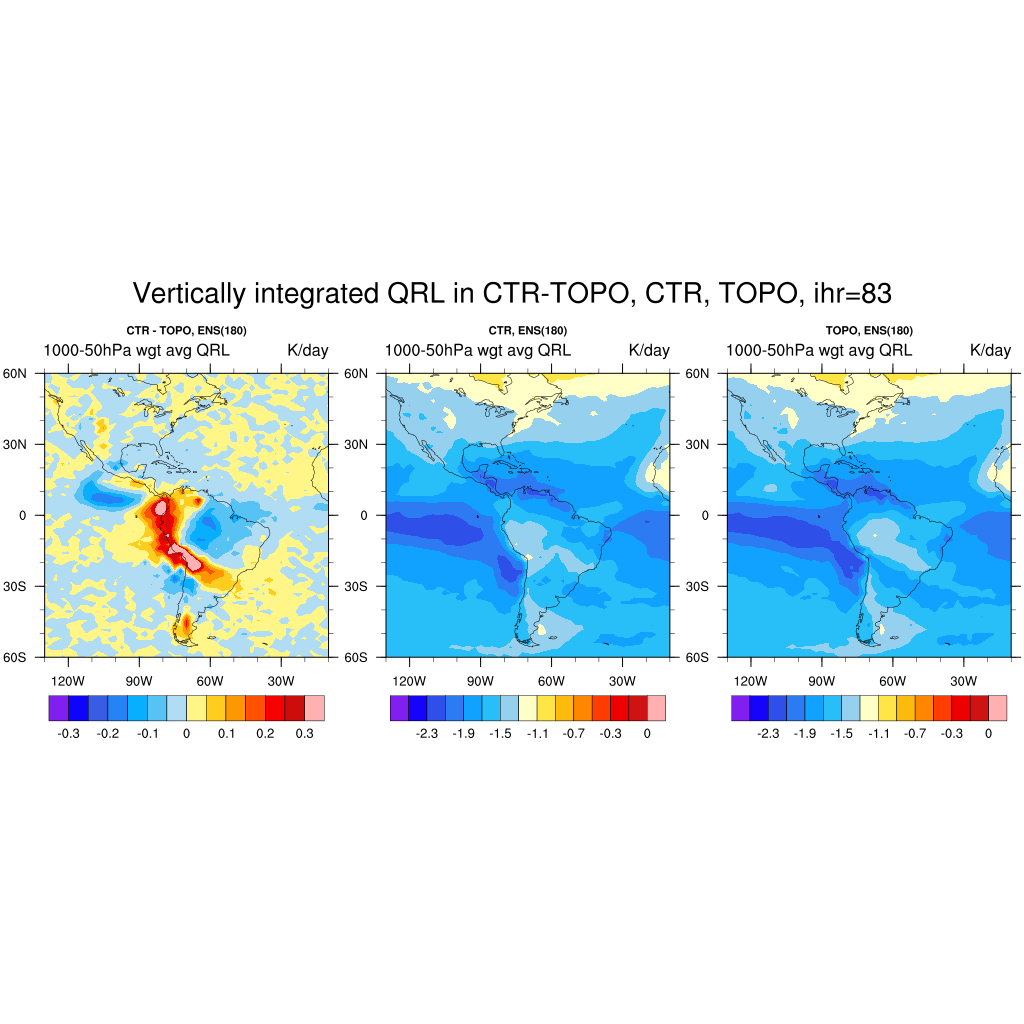 Vertically integrated QRL in CTR-TOPO, CTR, TOPO, ihr=83
CTR - TOPO, ENS(180)
1000-50hPa wgt avg QRL K/day
60N
30N
0
30S
60S
120W 90W 60W 30W
-0.3 -0.2 -0.1 0 0.1 0.2 0.3
CTR, ENS(180)
1000-50hPa wgt avg QRL K/day
60N
30N
0
30S
60S
120W 90W 60W 30W
-2.3 -1.9 -1.5 -1.1 -0.7 -0.3 0
TOPO, ENS(180)
1000-50hPa wgt avg QRL K/day
60N
30N
0
30S
60S
120W 90W 60W 30W
-2.3 -1.9 -1.5 -1.1 -0.7 -0.3 0